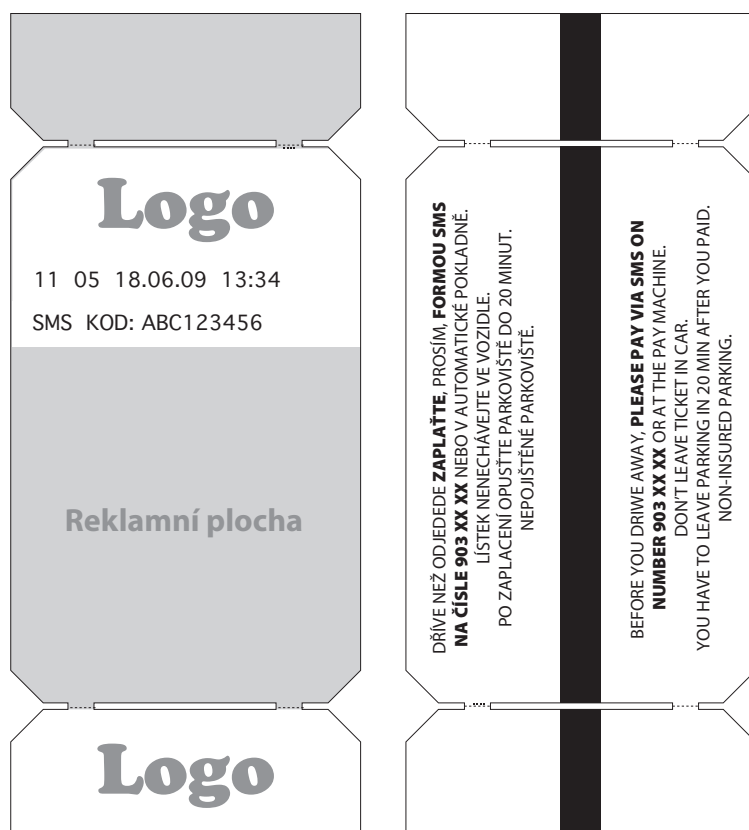 Logo
11 05 18.06.09 13:34
SMS KOD: ABC123456
Reklamní plocha
Logo
DŘÍVE NEŽ ODJEDEDE ZAPLAŤTE, PROSÍM, FORMOU SMS
NA ČÍSLE 903 XX XX NEBO V AUTOMATICKÉ POKLADNĚ.
LÍSTEK NENECHÁVEJTE VE VOZIDLE.
PO ZAPLACENÍ OPUSŤTE PARKOVIŠTĚ DO 20 MINUT.
NEPOJIŠTĚNÉ PARKOVIŠTĚ.
BEFORE YOU DRIWE AWAY, PLEASE PAY VIA SMS ON
NUMBER 903 XX XX OR AT THE PAY MACHINE.
DON'T LEAVE TICKET IN CAR.
YOU HAVE TO LEAVE PARKING IN 20 MIN AFTER YOU PAID.
NON-INSURED PARKING.